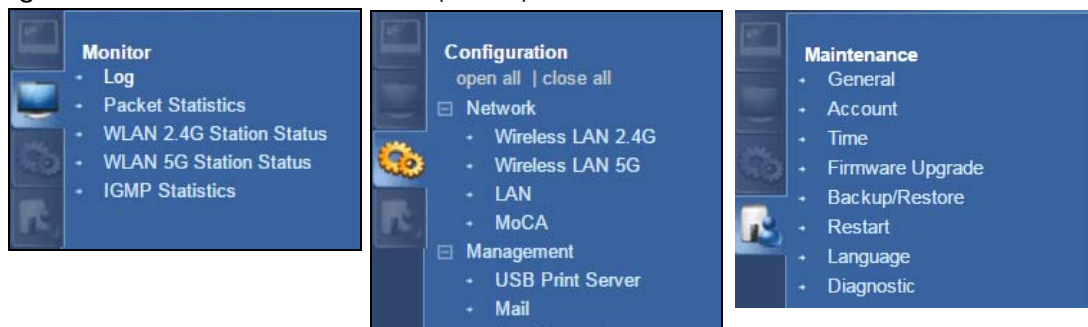 Monitor
Log
Packet Statistics
WLAN 2.4G Station Status
WLAN 5G Station Status
IGMP Statistics
Configuration
open all | close all
Network
Wireless LAN 2.4G
Wireless LAN 5G
LAN
MoCA
Management
USB Print Server
Mail
Maintenance
General
Account
Time
Firmware Upgrade
Backup/Restore
Restart
Language
Diagnostic